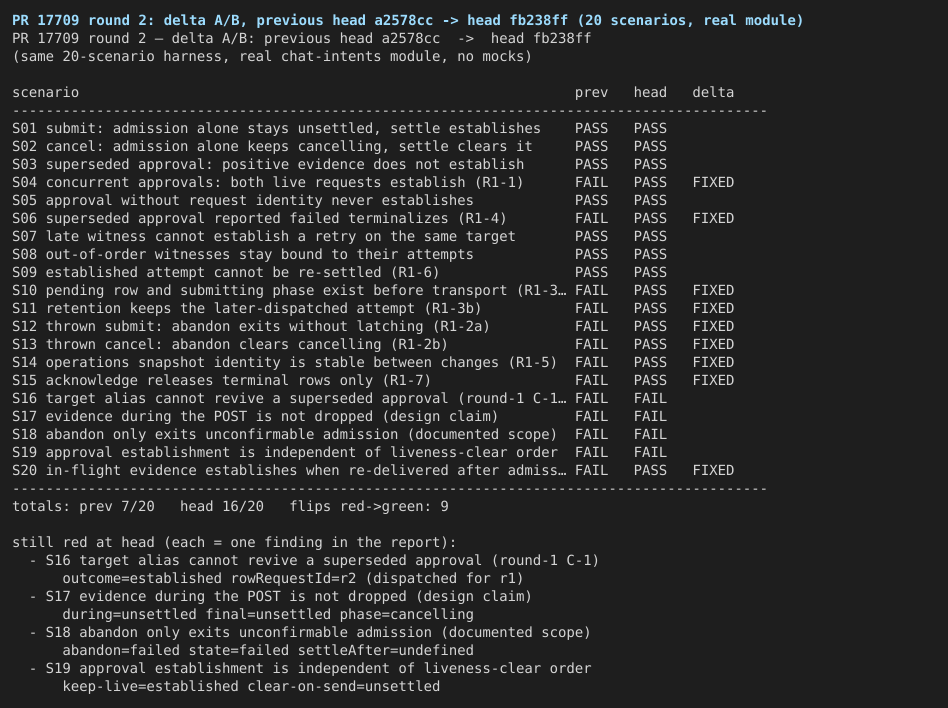 PR 17709 round 2: delta A/B, previous head a2578cc -> head fb238ff (20 scenarios, real module)
PR 17709 round 2 — delta A/B: previous head a2578cc  ->  head fb238ff
(same 20-scenario harness, real chat-intents module, no mocks)
scenario prev head delta
------------------------------------------------------------------------------------------
S01 submit: admission alone stays unsettled, settle establishes PASS PASS
S02 cancel: admission alone keeps cancelling, settle clears it PASS PASS
S03 superseded approval: positive evidence does not establish PASS PASS
S04 concurrent approvals: both live requests establish (R1-1) FAIL PASS FIXED
S05 approval without request identity never establishes PASS PASS
S06 superseded approval reported failed terminalizes (R1-4) FAIL PASS FIXED
S07 late witness cannot establish a retry on the same target PASS PASS
S08 out-of-order witnesses stay bound to their attempts PASS PASS
S09 established attempt cannot be re-settled (R1-6) PASS PASS
S10 pending row and submitting phase exist before transport (R1-3… FAIL PASS FIXED
S11 retention keeps the later-dispatched attempt (R1-3b) FAIL PASS FIXED
S12 thrown submit: abandon exits without latching (R1-2a) FAIL PASS FIXED
S13 thrown cancel: abandon clears cancelling (R1-2b) FAIL PASS FIXED
S14 operations snapshot identity is stable between changes (R1-5) FAIL PASS FIXED
S15 acknowledge releases terminal rows only (R1-7) FAIL PASS FIXED
S16 target alias cannot revive a superseded approval (round-1 C-1… FAIL FAIL
S17 evidence during the POST is not dropped (design claim) FAIL FAIL
S18 abandon only exits unconfirmable admission (documented scope) FAIL FAIL
S19 approval establishment is independent of liveness-clear order FAIL FAIL
S20 in-flight evidence establishes when re-delivered after admiss… FAIL PASS FIXED
------------------------------------------------------------------------------------------
totals: prev 7/20   head 16/20   flips red->green: 9
still red at head (each = one finding in the report):
- S16 target alias cannot revive a superseded approval (round-1 C-1)
outcome=established rowRequestId=r2 (dispatched for r1)
- S17 evidence during the POST is not dropped (design claim)
during=unsettled final=unsettled phase=cancelling
- S18 abandon only exits unconfirmable admission (documented scope)
abandon=failed state=failed settleAfter=undefined
- S19 approval establishment is independent of liveness-clear order
keep-live=established clear-on-send=unsettled